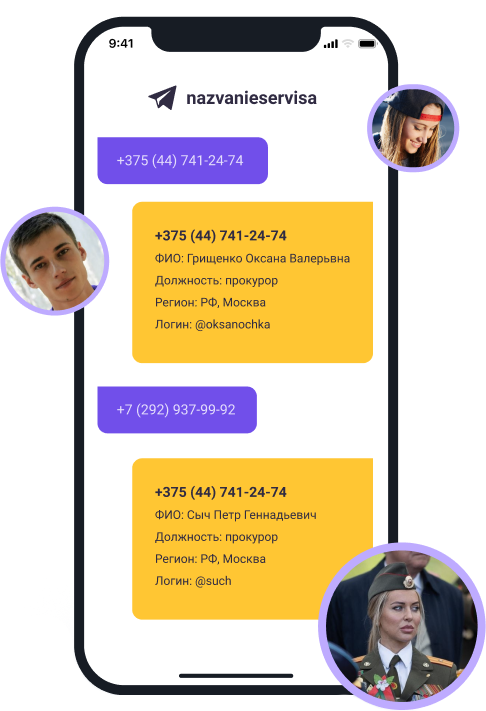 9:41
nazvanieservisa
+375 (44) 741-24-74
+375 (44) 741-24-74
ФИО: Грищенко Оксана Валерьвна
Должность: прокурор
Регион: РФ, Москва
Логин: @oksanochka
+7 (292) 937-99-92
+375 (44) 741-24-74
ФИО: Сыч Петр Геннадьевич
Должность: прокурор
Регион: РФ, Москва
Логин: @such